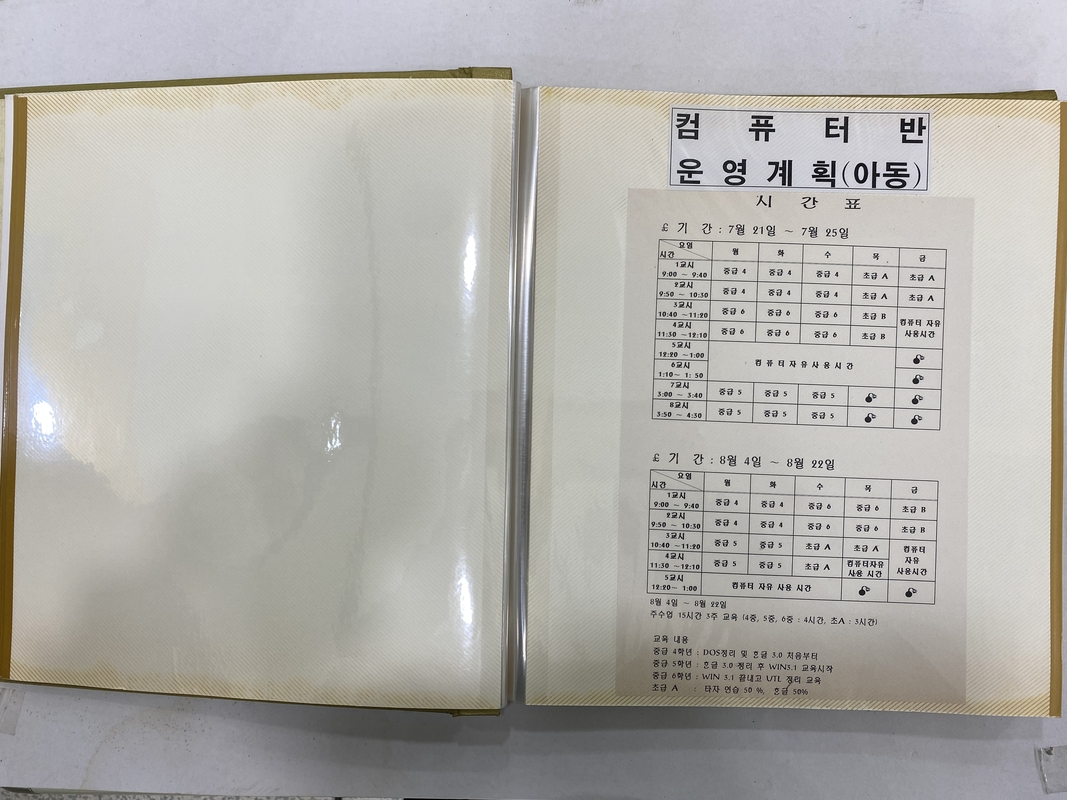 컴 퓨 터 반
운 영 계 획(아동)
시 간 표
£ 기 간 : 7월 21일 ~ 7월 25일
요일 시간 월 화 수 목 금
1교시 9:00 ~ 9:40 중급 4 중급 4 중급 4 초급 A 초급 A
2교시 9:50 ~ 10:30 중급 4 중급 4 중급 4 초급 A 초급 A
3교시 10:40 ~11:20 중급 6 중급 6 중급 6 초급 B 컴퓨터 자유 사용시간
4교시 11:30 ~12:10 중급 6 중급 6 중급 6 초급 B
5교시 12:20 ~1:00 컴 퓨 터 자 유 사 용 시 간
6교시 1:10~ 1: 50
7교시 3:00 ~ 3:40 중급 5 중급 5 중급 5
8교시 3:50 ~ 4:30 중급 5 중급 5 중급 5
£ 기 간 : 8월 4일 ~ 8월 22일
요일 시간 월 화 수 목 금
1교시 9:00 ~ 9:40 중급 4 중급 4 중급 6 중급 6 초급 B
2교시 9:50 ~ 10:30 중급 4 중급 4 중급 6 중급 6 초급 B
3교시 10:40 ~11:20 중급 5 중급 5 초급 A 초급 A 컴퓨터 자유 사용시간
4교시 11:30 ~12:10 중급 5 중급 5 초급 A 컴퓨터자유 사용 시간
5교시 12:20~ 1:00 컴퓨터 자유 사용 시간
8월 4일 ~ 8월 22일
주수업 15시간 3주 교육 (4중, 5중, 6중 : 4시간, 초A : 3시간)
교육 내용
중급 4학년 : DOS정리 및 한글 3.0 처음부터
중급 5학년 : 한글 3.0 정리 후 WIN3.1 교육시작
중급 6학년 : WIN 3.1 끝내고 UTL 정리 교육
초급 A : 타자 연습 50 %, 한글 50%